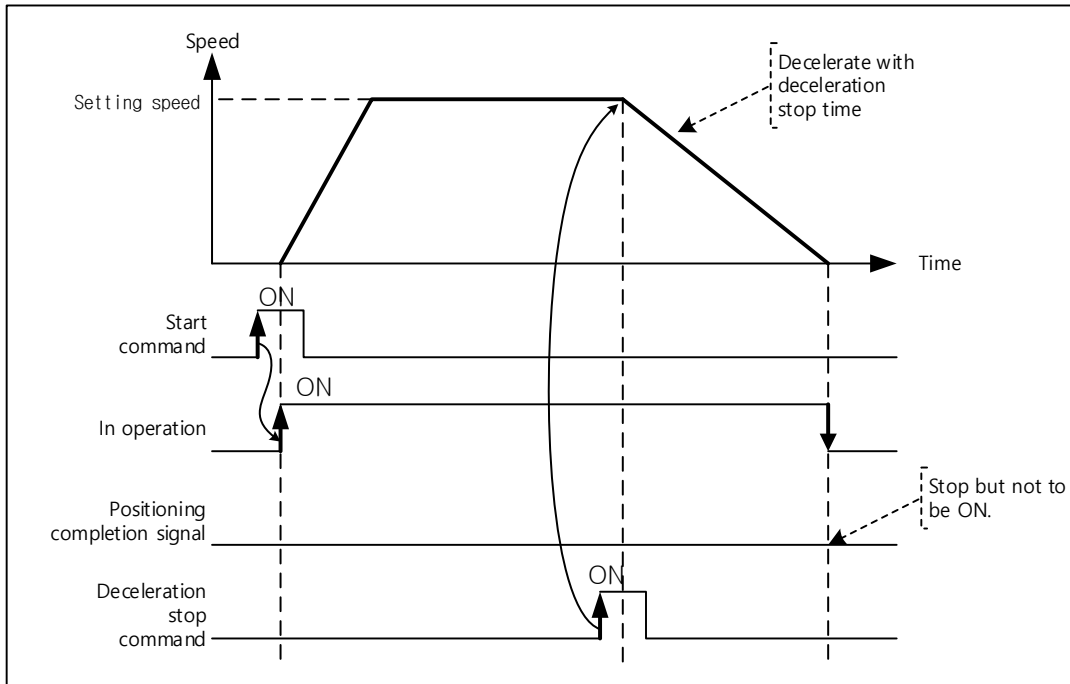 Speed
Decelerate with
deceleration
stop time
Setting speed
Time
ON
Start
command
ON
In operation
Stop but not to
be ON.
Positioning
completion signal
ON
Deceleration
stop
command